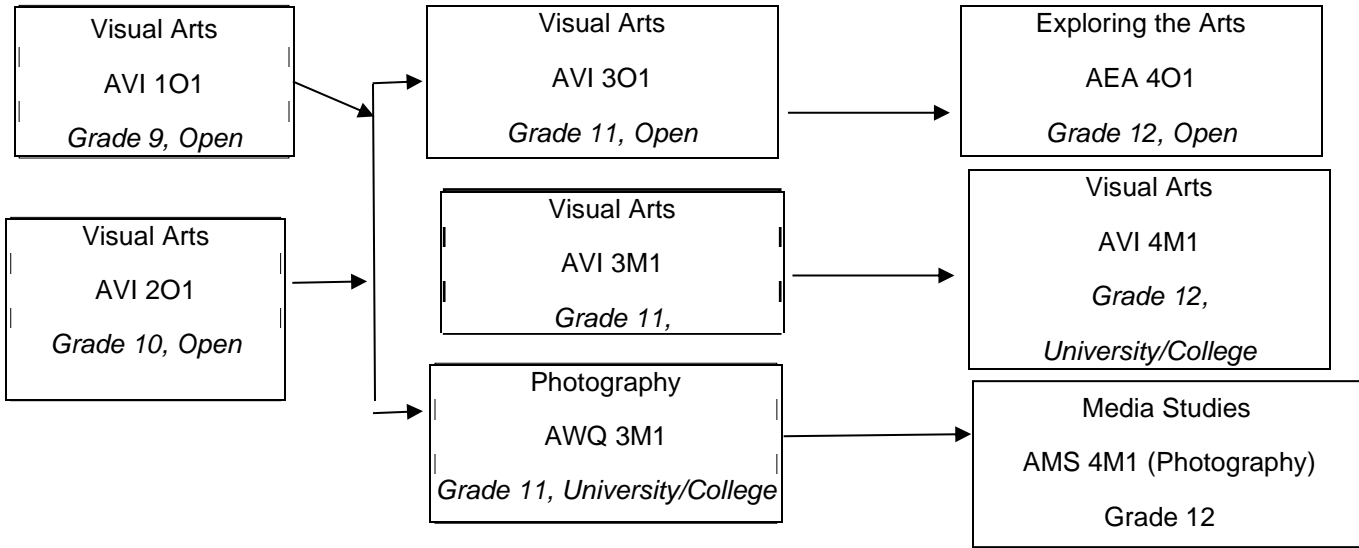 Visual Arts
AVI 1O1
Grade 9, Open
Visual Arts
AVI 2O1
Grade 10, Open
Visual Arts
AVI 3O1
Grade 11, Open
Visual Arts
AVI 3M1
Grade 11,
Photography
AWQ 3M1
Grade 11, University/College
Exploring the Arts
AEA 4O1
Grade 12, Open
Visual Arts
AVI 4M1
Grade 12,
University/College
Media Studies
AMS 4M1 (Photography)
Grade 12